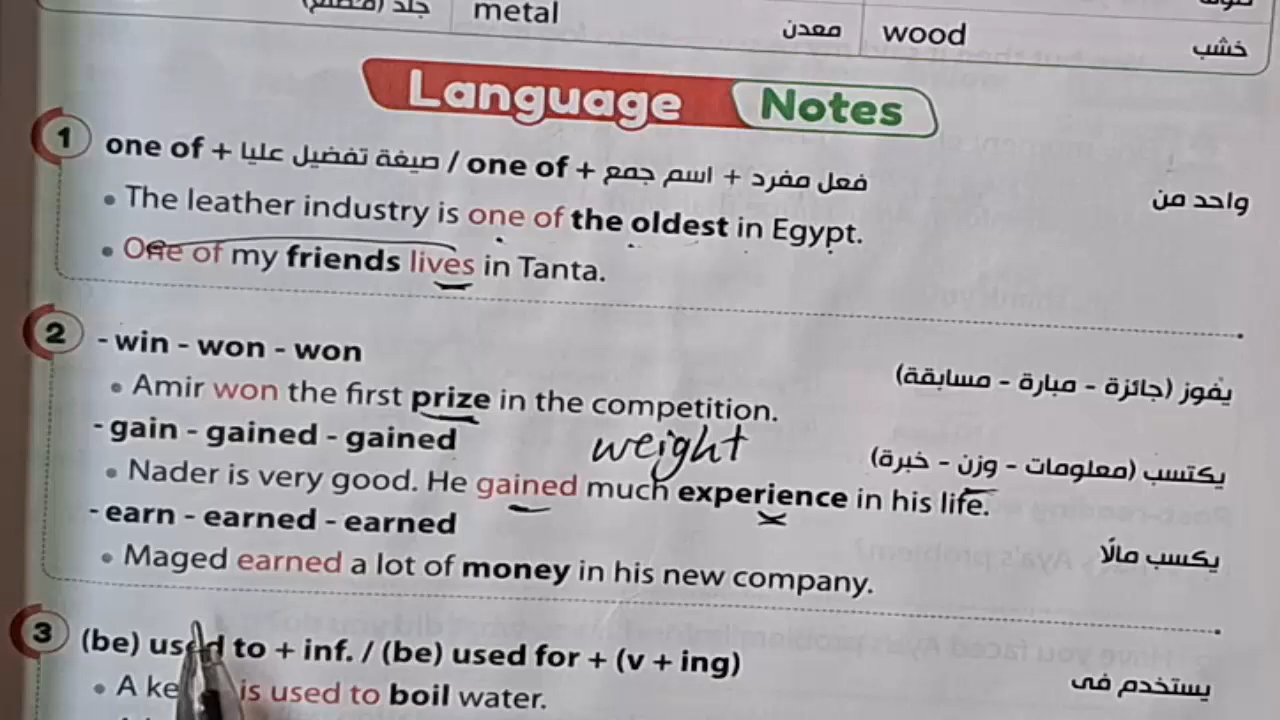 metal معدن wood خشب
Language Notes
1 one of + صيغة تفضيل عليا / one of + فعل مفرد + اسم جمع واحد من
• The leather industry is one of the oldest in Egypt.
• One of my friends lives in Tanta.
2 - win - won - won يفوز (جائزة - مبارة - مسابقة)
• Amir won the first prize in the competition.
- gain - gained - gained weight يكتسب (معلومات - وزن - خبرة)
• Nader is very good. He gained much experience in his life.
- earn - earned - earned يكسب مالًا
• Maged earned a lot of money in his new company.
3 (be) used to + inf. / (be) used for + (v + ing) يستخدم فى
• A is used to boil water.